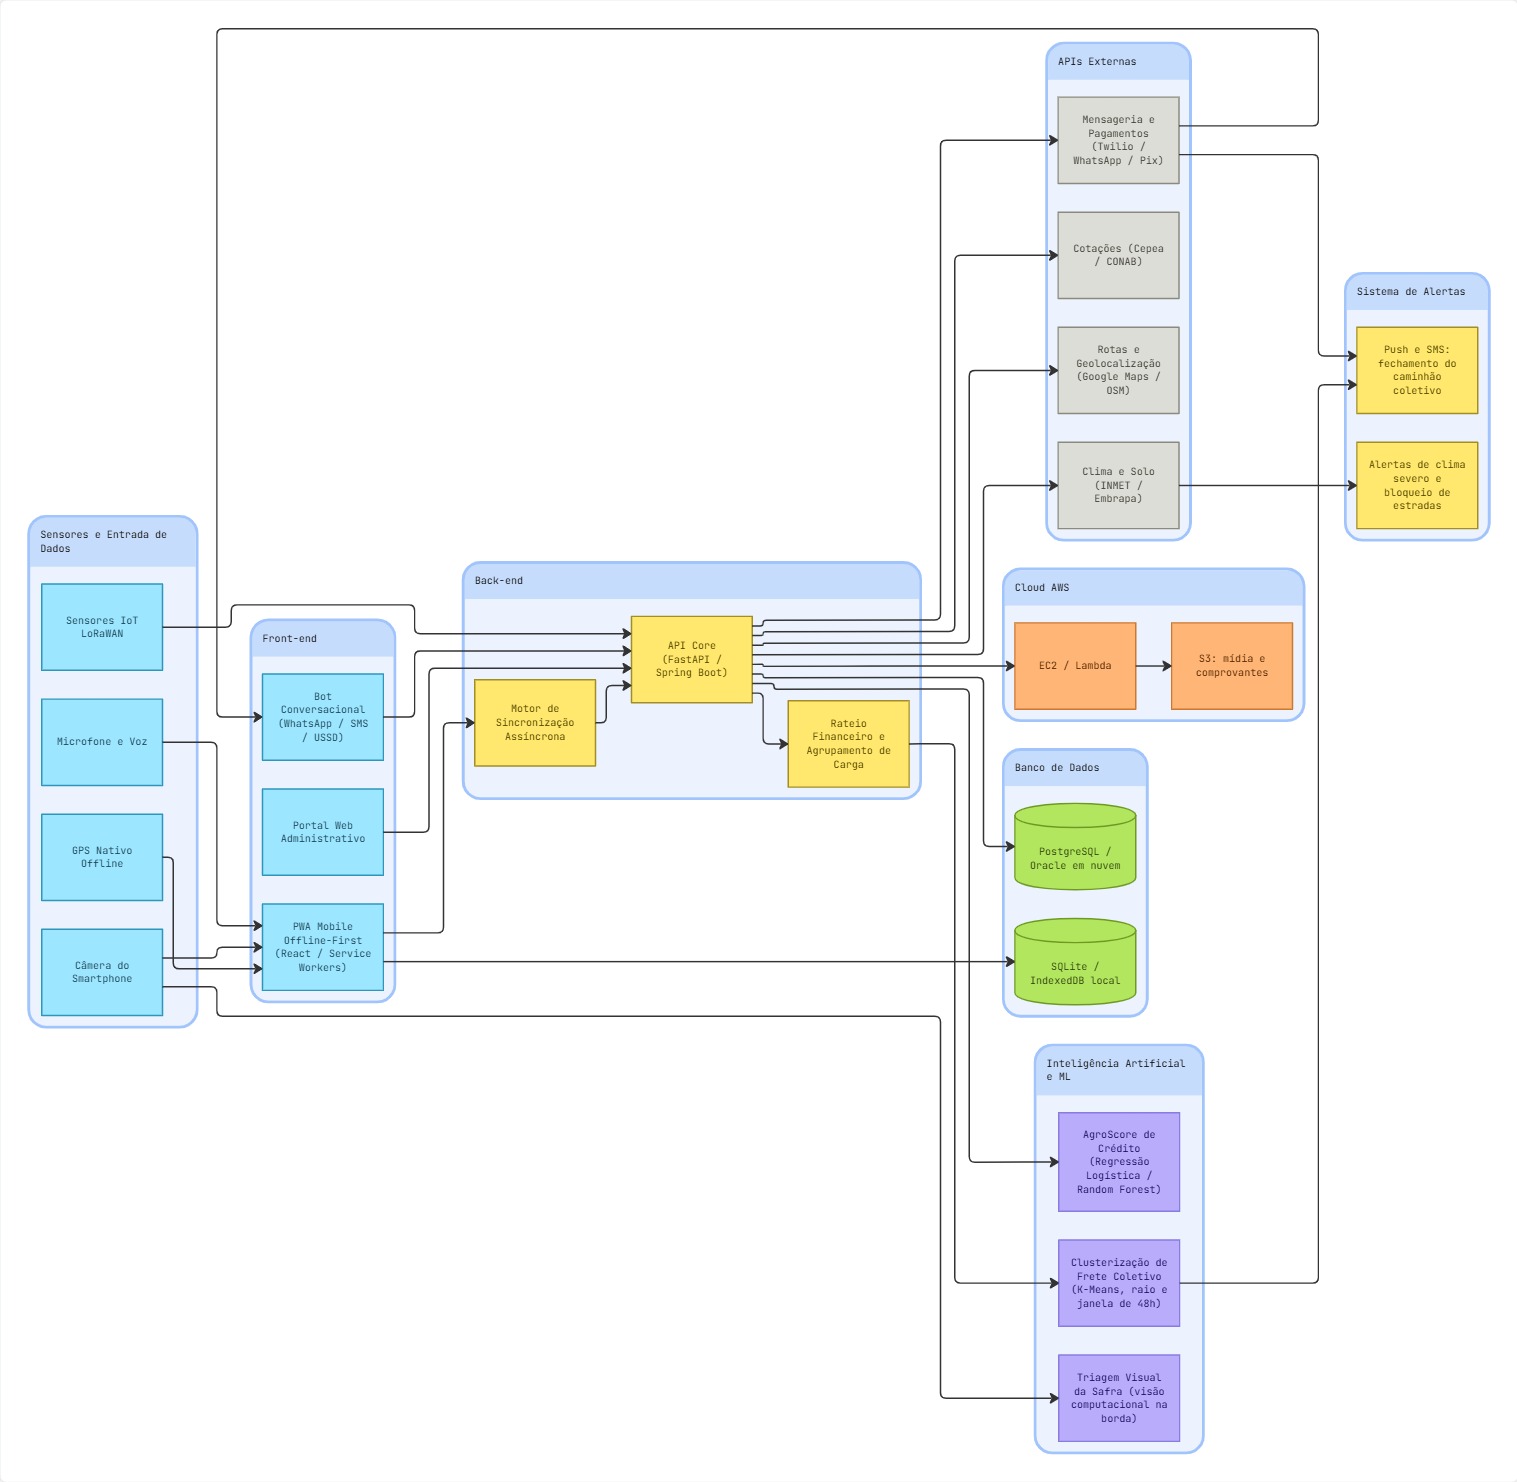 APIs Externas
Mensageria e
Pagamentos
(Twilio /
WhatsApp / Pix)
Cotações (Cepea
/ CONAB)
Rotas e
Geolocalização
(Google Maps /
OSM)
Clima e Solo
(INMET /
Embrapa)
Sistema de Alertas
Push e SMS:
fechamento do
caminhão
coletivo
Alertas de clima
severo e
bloqueio de
estradas
Sensores e Entrada de
Dados
Sensores IoT
LoRaWAN
Microfone e Voz
GPS Nativo
Offline
Câmera do
Smartphone
Front-end
Bot
Conversacional
(WhatsApp / SMS
/ USSD)
Portal Web
Administrativo
PWA Mobile
Offline-First
(React / Service
Workers)
Back-end
Motor de
Sincronização
Assíncrona
API Core
(FastAPI /
Spring Boot)
Rateio
Financeiro e
Agrupamento de
Carga
Cloud AWS
EC2 / Lambda
S3: mídia e
comprovantes
Banco de Dados
PostgreSQL /
Oracle em nuvem
SQLite /
IndexedDB local
Inteligência Artificial
e ML
AgroScore de
Crédito
(Regressão
Logística /
Random Forest)
Clusterização de
Frete Coletivo
(K-Means, raio e
janela de 48h)
Triagem Visual
da Safra (visão
computacional na
borda)